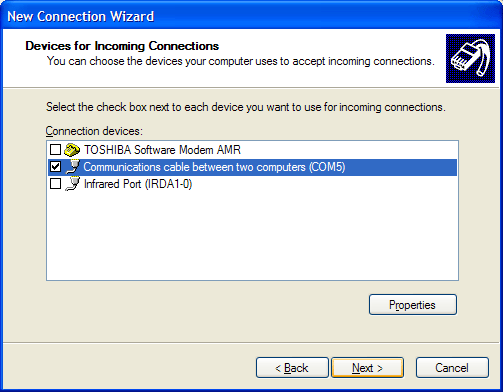 New Connection Wizard
Devices for Incoming Connections
You can choose the devices your computer uses to accept incoming connections.
Select the check box next to each device you want to use for incoming connections.
Connection devices:
TOSHIBA Software Modem AMR
Communications cable between two computers (COM5)
Infrared Port (IRDA1-0)
Properties
< Back Next > Cancel